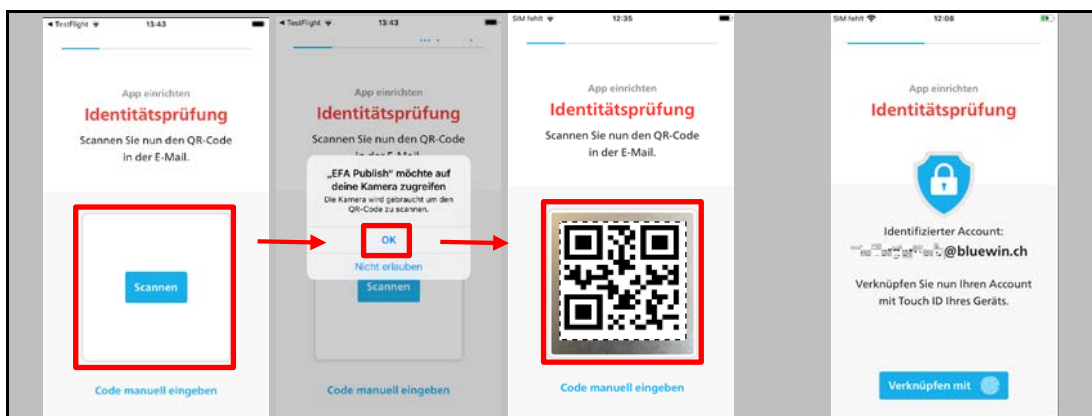 TestFlight 13:43
App einrichten
Identitätsprüfung
Scannen Sie nun den QR-Code
in der E-Mail.
Scannen
Code manuell eingeben
TestFlight 13:43
App einrichten
Identitätsprüfung
Scannen Sie nun den QR-Code
in der E-Mail.
„EFA Publish“ möchte auf
deine Kamera zugreifen
Die Kamera wird gebraucht um den
QR-Code zu scannen.
OK
Nicht erlauben
Scannen
Code manuell eingeben
SIM fehlt 12:35
App einrichten
Identitätsprüfung
Scannen Sie nun den QR-Code
in der E-Mail.
Code manuell eingeben
SIM fehlt 12:08
App einrichten
Identitätsprüfung
Identifizierter Account:
@bluewin.ch
Verknüpfen Sie nun Ihren Account
mit Touch ID Ihres Geräts.
Verknüpfen mit